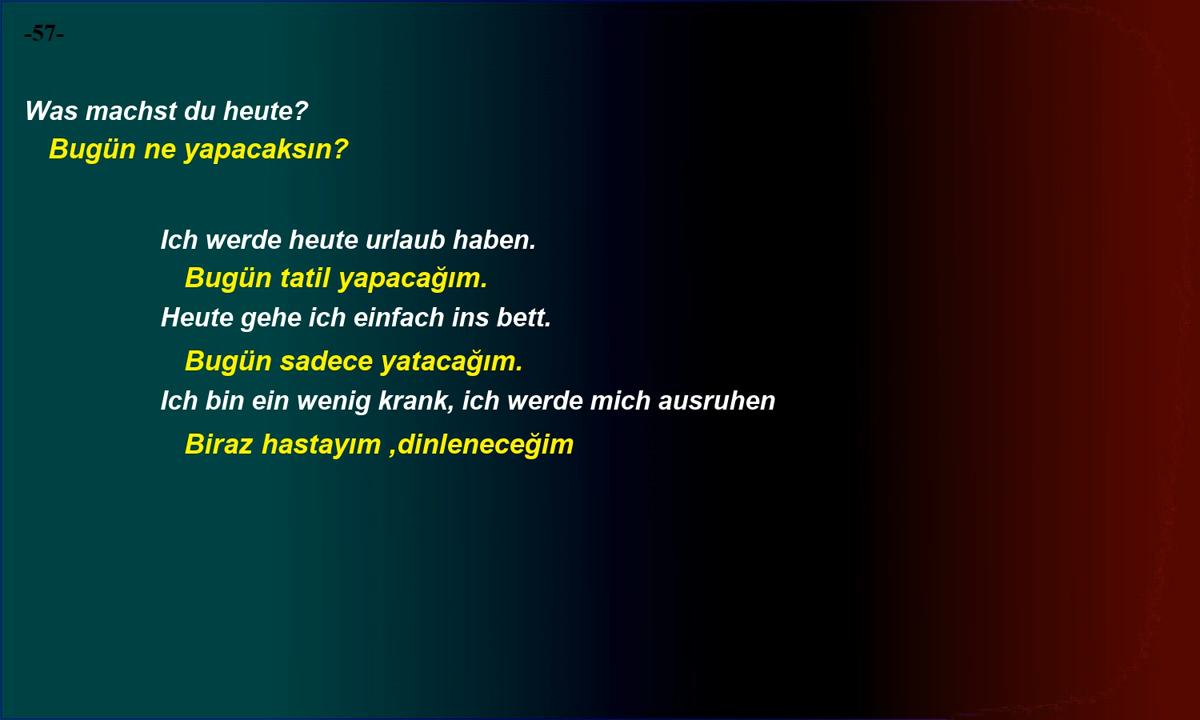 -57-
Was machst du heute?
Bugün ne yapacaksın?
Ich werde heute urlaub haben.
Bugün tatil yapacağım.
Heute gehe ich einfach ins bett.
Bugün sadece yatacağım.
Ich bin ein wenig krank, ich werde mich ausruhen
Biraz hastayım ,dinleneceğim